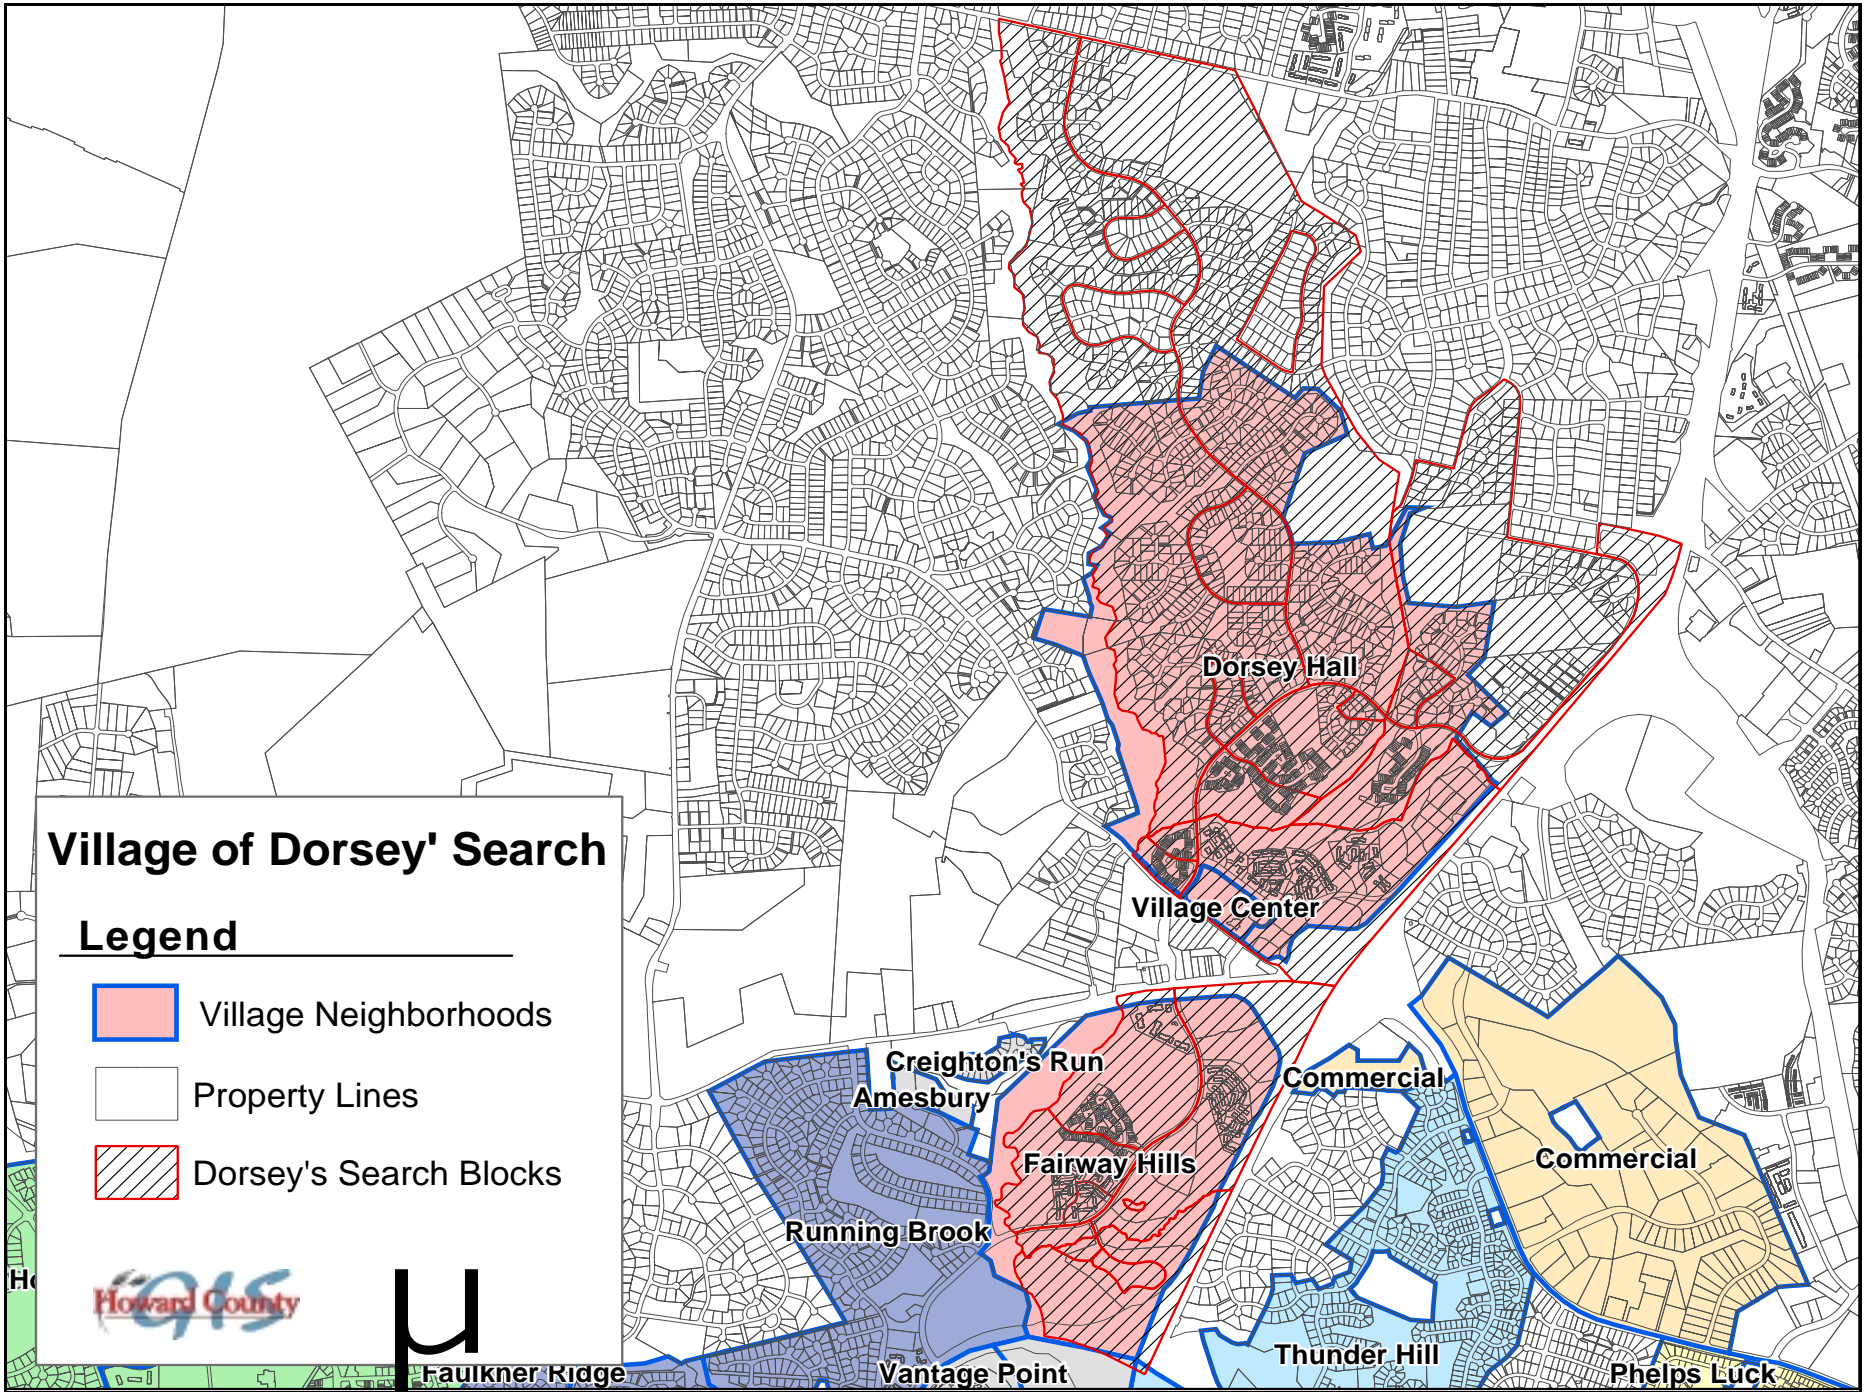 Dorsey Hall
Village of Dorsey' Search
Village Center
Legend
Village Neighborhoods
Creighton's Run
Commercial
Property Lines
Amesbury
Commercial
Fairway Hills
Dorsey's Search Blocks
Running Brook
Howard County
GIS
µ
Thunder Hill
Faulkner Ridge
Vantage Point
Phelps Luck